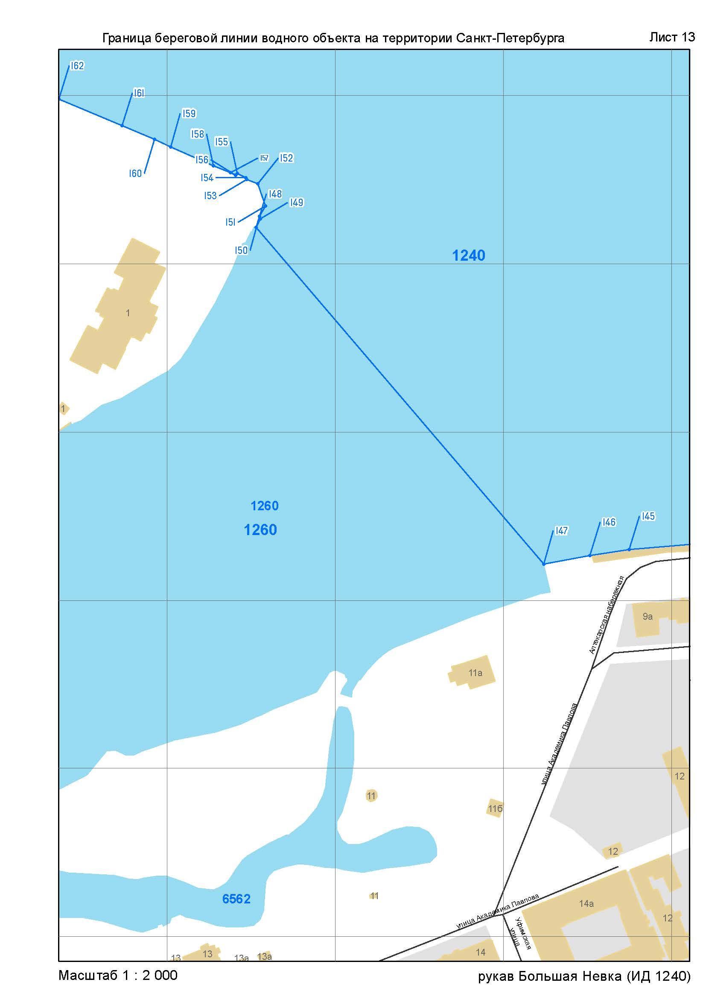 Граница береговой линии водного объекта на территории Санкт-Петербурга
Лист 13
162
161
159
158
155
156
157
152
160
154
153
148
149
151
150
1240
1
1
1260
1260
147
146
145
Аптекарская набережная
9а
11а
улица Академика Павлова
12
11
11б
12
11
6562
улица Академика Павлова
14а
12
Уфимская
улица
13
13
13а
13а
14
Масштаб 1 : 2 000
рукав Большая Невка (ИД 1240)